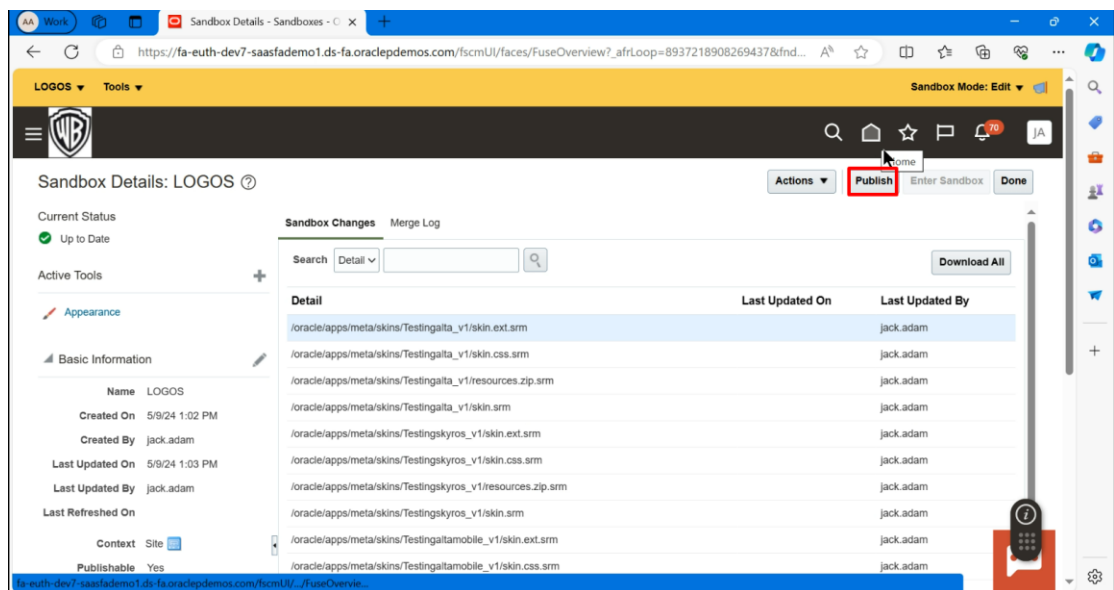 AA Work
Sandbox Details - Sandboxes - O
https://fa-euth-dev7-saasfademo1.ds-fa.oraclepdemos.com/fscmUI/faces/FuseOverview?_afrLoop=8937218908269437&fnd...
LOGOS Tools Sandbox Mode: Edit
WB 70 JA
Home
Sandbox Details: LOGOS
Actions Publish Enter Sandbox Done
Current Status
Up to Date
Active Tools
Appearance
Basic Information
Name LOGOS
Created On 5/9/24 1:02 PM
Created By jack.adam
Last Updated On 5/9/24 1:03 PM
Last Updated By jack.adam
Last Refreshed On
Context Site
Publishable Yes
Sandbox Changes Merge Log
Search Detail
Download All
Detail Last Updated On Last Updated By
/oracle/apps/meta/skins/Testingalta_v1/skin.ext.srm jack.adam
/oracle/apps/meta/skins/Testingalta_v1/skin.css.srm jack.adam
/oracle/apps/meta/skins/Testingalta_v1/resources.zip.srm jack.adam
/oracle/apps/meta/skins/Testingalta_v1/skin.srm jack.adam
/oracle/apps/meta/skins/Testingskyros_v1/skin.ext.srm jack.adam
/oracle/apps/meta/skins/Testingskyros_v1/skin.css.srm jack.adam
/oracle/apps/meta/skins/Testingskyros_v1/resources.zip.srm jack.adam
/oracle/apps/meta/skins/Testingskyros_v1/skin.srm jack.adam
/oracle/apps/meta/skins/Testingaltamobile_v1/skin.ext.srm jack.adam
/oracle/apps/meta/skins/Testingaltamobile_v1/skin.css.srm jack.adam
fa-euth-dev7-saasfademo1.ds-fa.oraclepdemos.com/fscmUI/.../FuseOvervie...